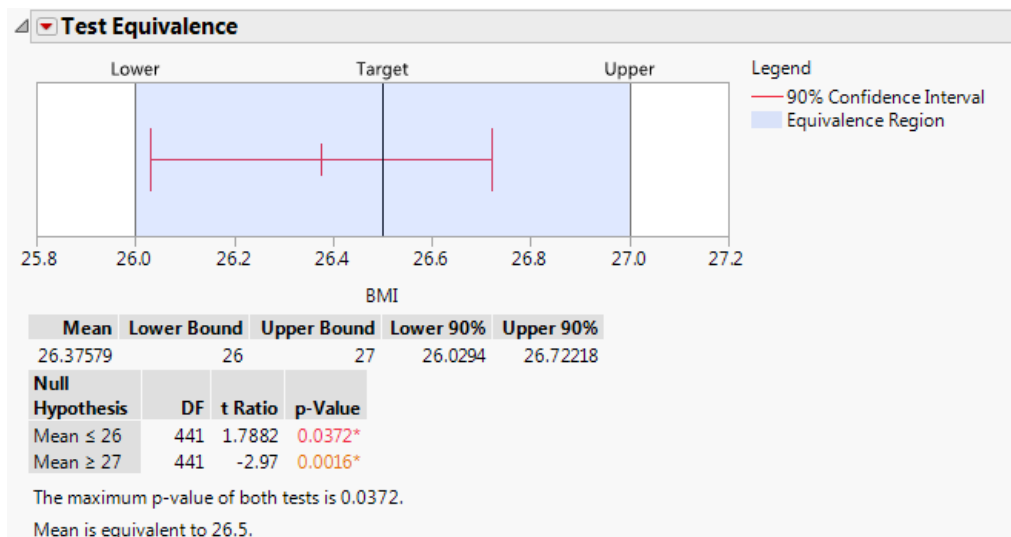 Test Equivalence
Lower Target Upper
Legend
90% Confidence Interval
Equivalence Region
25.8 26.0 26.2 26.4 26.6 26.8 27.0 27.2
BMI
Mean Lower Bound Upper Bound Lower 90% Upper 90%
26.37579 26 27 26.0294 26.72218
Null
Hypothesis DF t Ratio p-Value
Mean ≤ 26 441 1.7882 0.0372*
Mean ≥ 27 441 -2.97 0.0016*
The maximum p-value of both tests is 0.0372.
Mean is equivalent to 26.5.